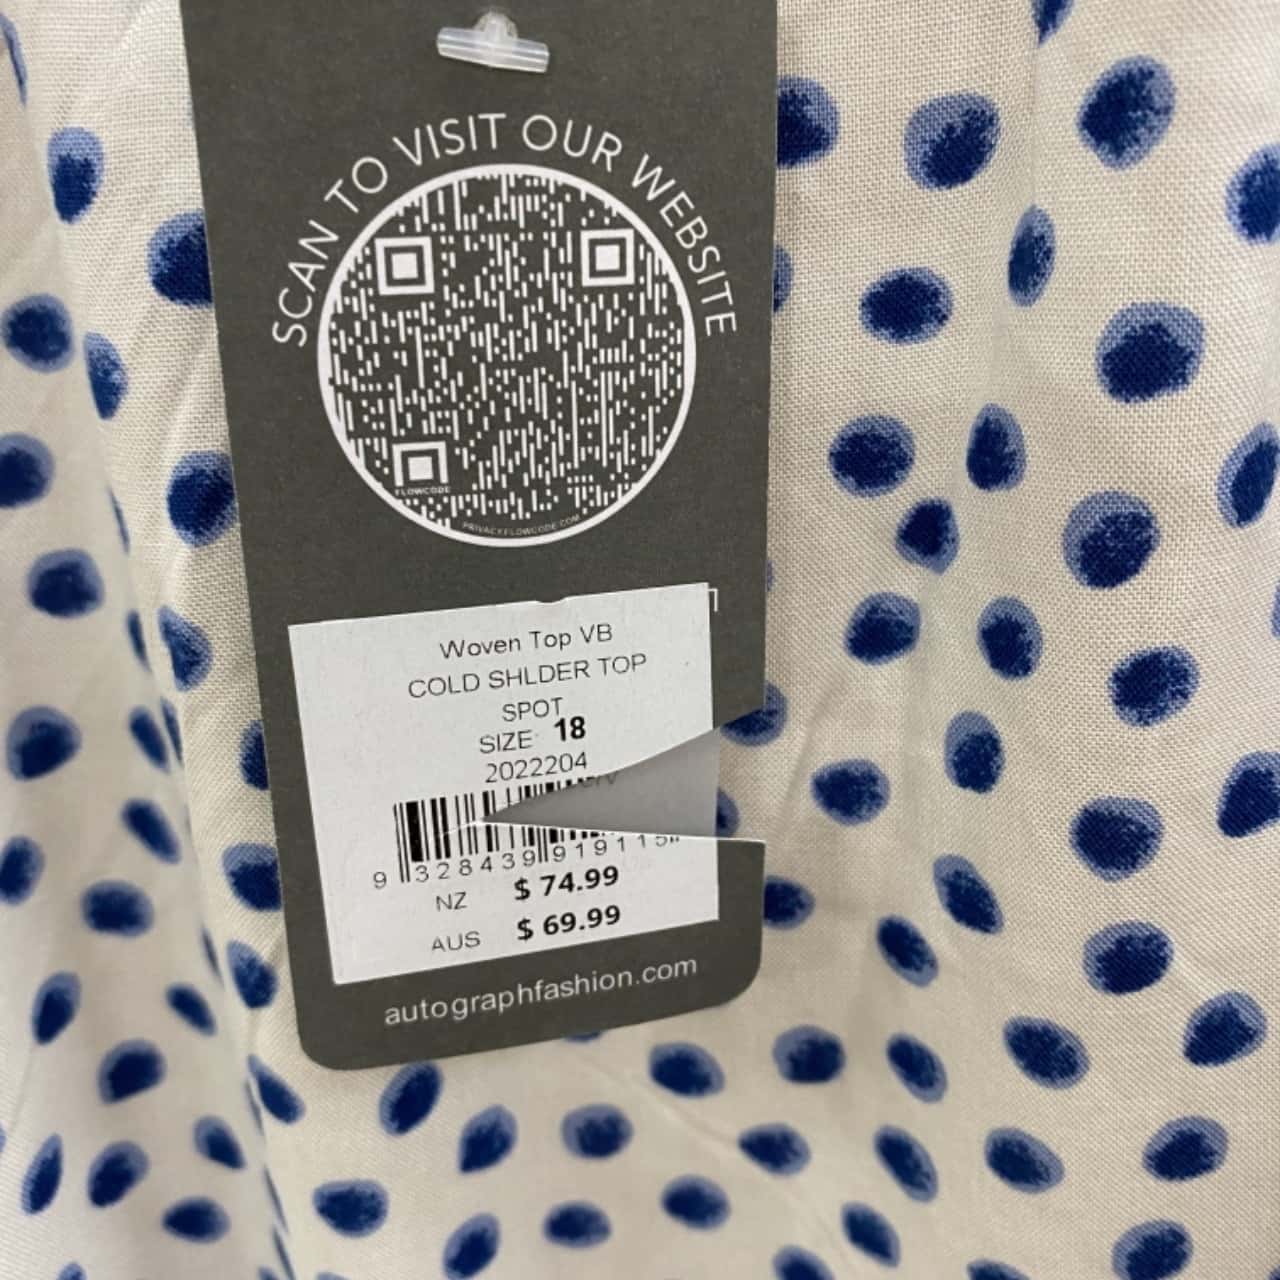 SCAN TO VISIT OUR WEBSITE
FLOWCODE
PRIVACY.FLOWCODE.COM
Woven Top VB
COLD SHLDER TOP
SPOT
SIZE 18
2022204
9 328439 919115
NZ $ 74.99
AUS $ 69.99
autographfashion.com